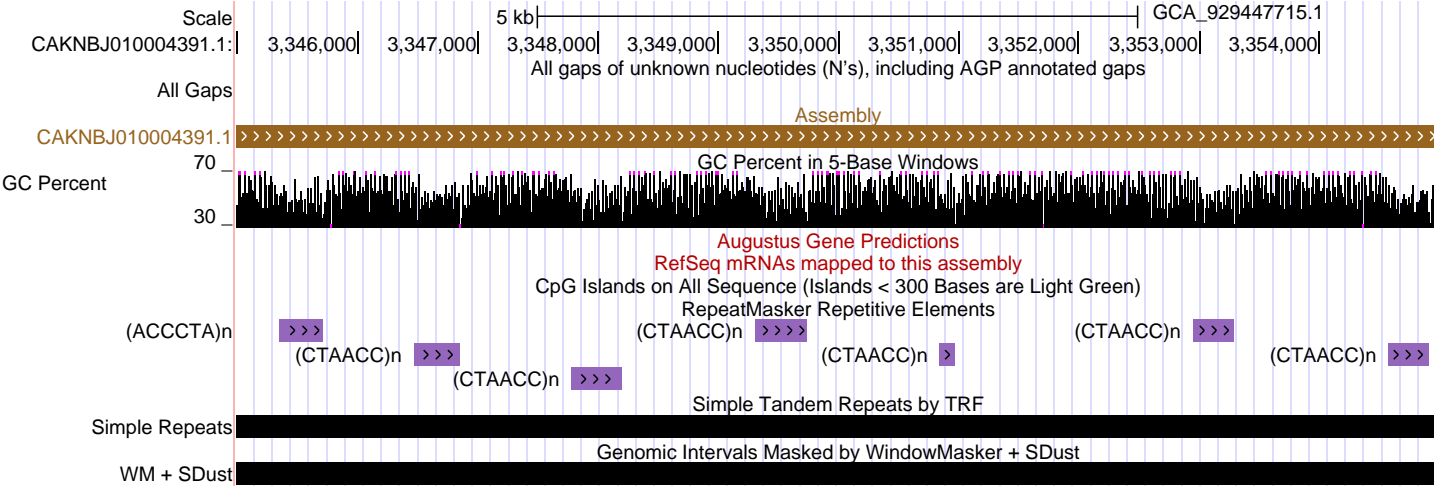 Scale 5 kb GCA_929447715.1
CAKNBJ010004391.1: 3,346,000 3,347,000 3,348,000 3,349,000 3,350,000 3,351,000 3,352,000 3,353,000 3,354,000
All gaps of unknown nucleotides (N's), including AGP annotated gaps
All Gaps
Assembly
CAKNBJ010004391.1
70 _ GC Percent in 5-Base Windows
GC Percent
30 _
Augustus Gene Predictions
RefSeq mRNAs mapped to this assembly
CpG Islands on All Sequence (Islands < 300 Bases are Light Green)
RepeatMasker Repetitive Elements
(ACCCTA)n (CTAACC)n (CTAACC)n
(CTAACC)n (CTAACC)n (CTAACC)n
(CTAACC)n
Simple Tandem Repeats by TRF
Simple Repeats
Genomic Intervals Masked by WindowMasker + SDust
WM + SDust